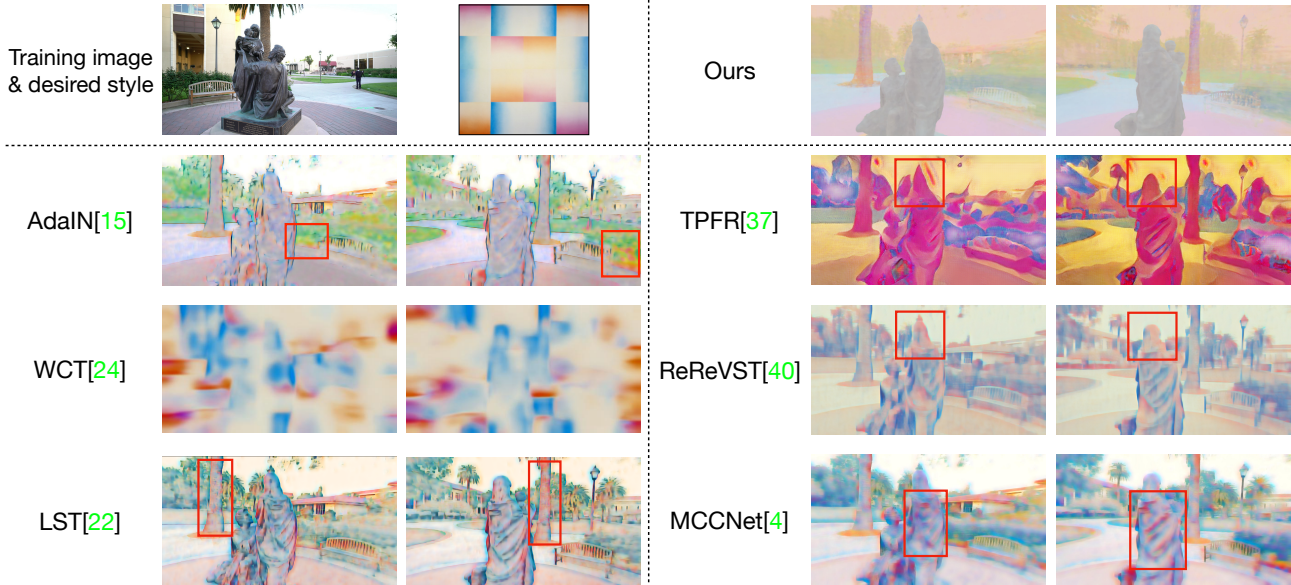 Training image
& desired style
Ours
AdaIN[15]
TPFR[37]
WCT[24]
ReReVST[40]
LST[22]
MCCNet[4]